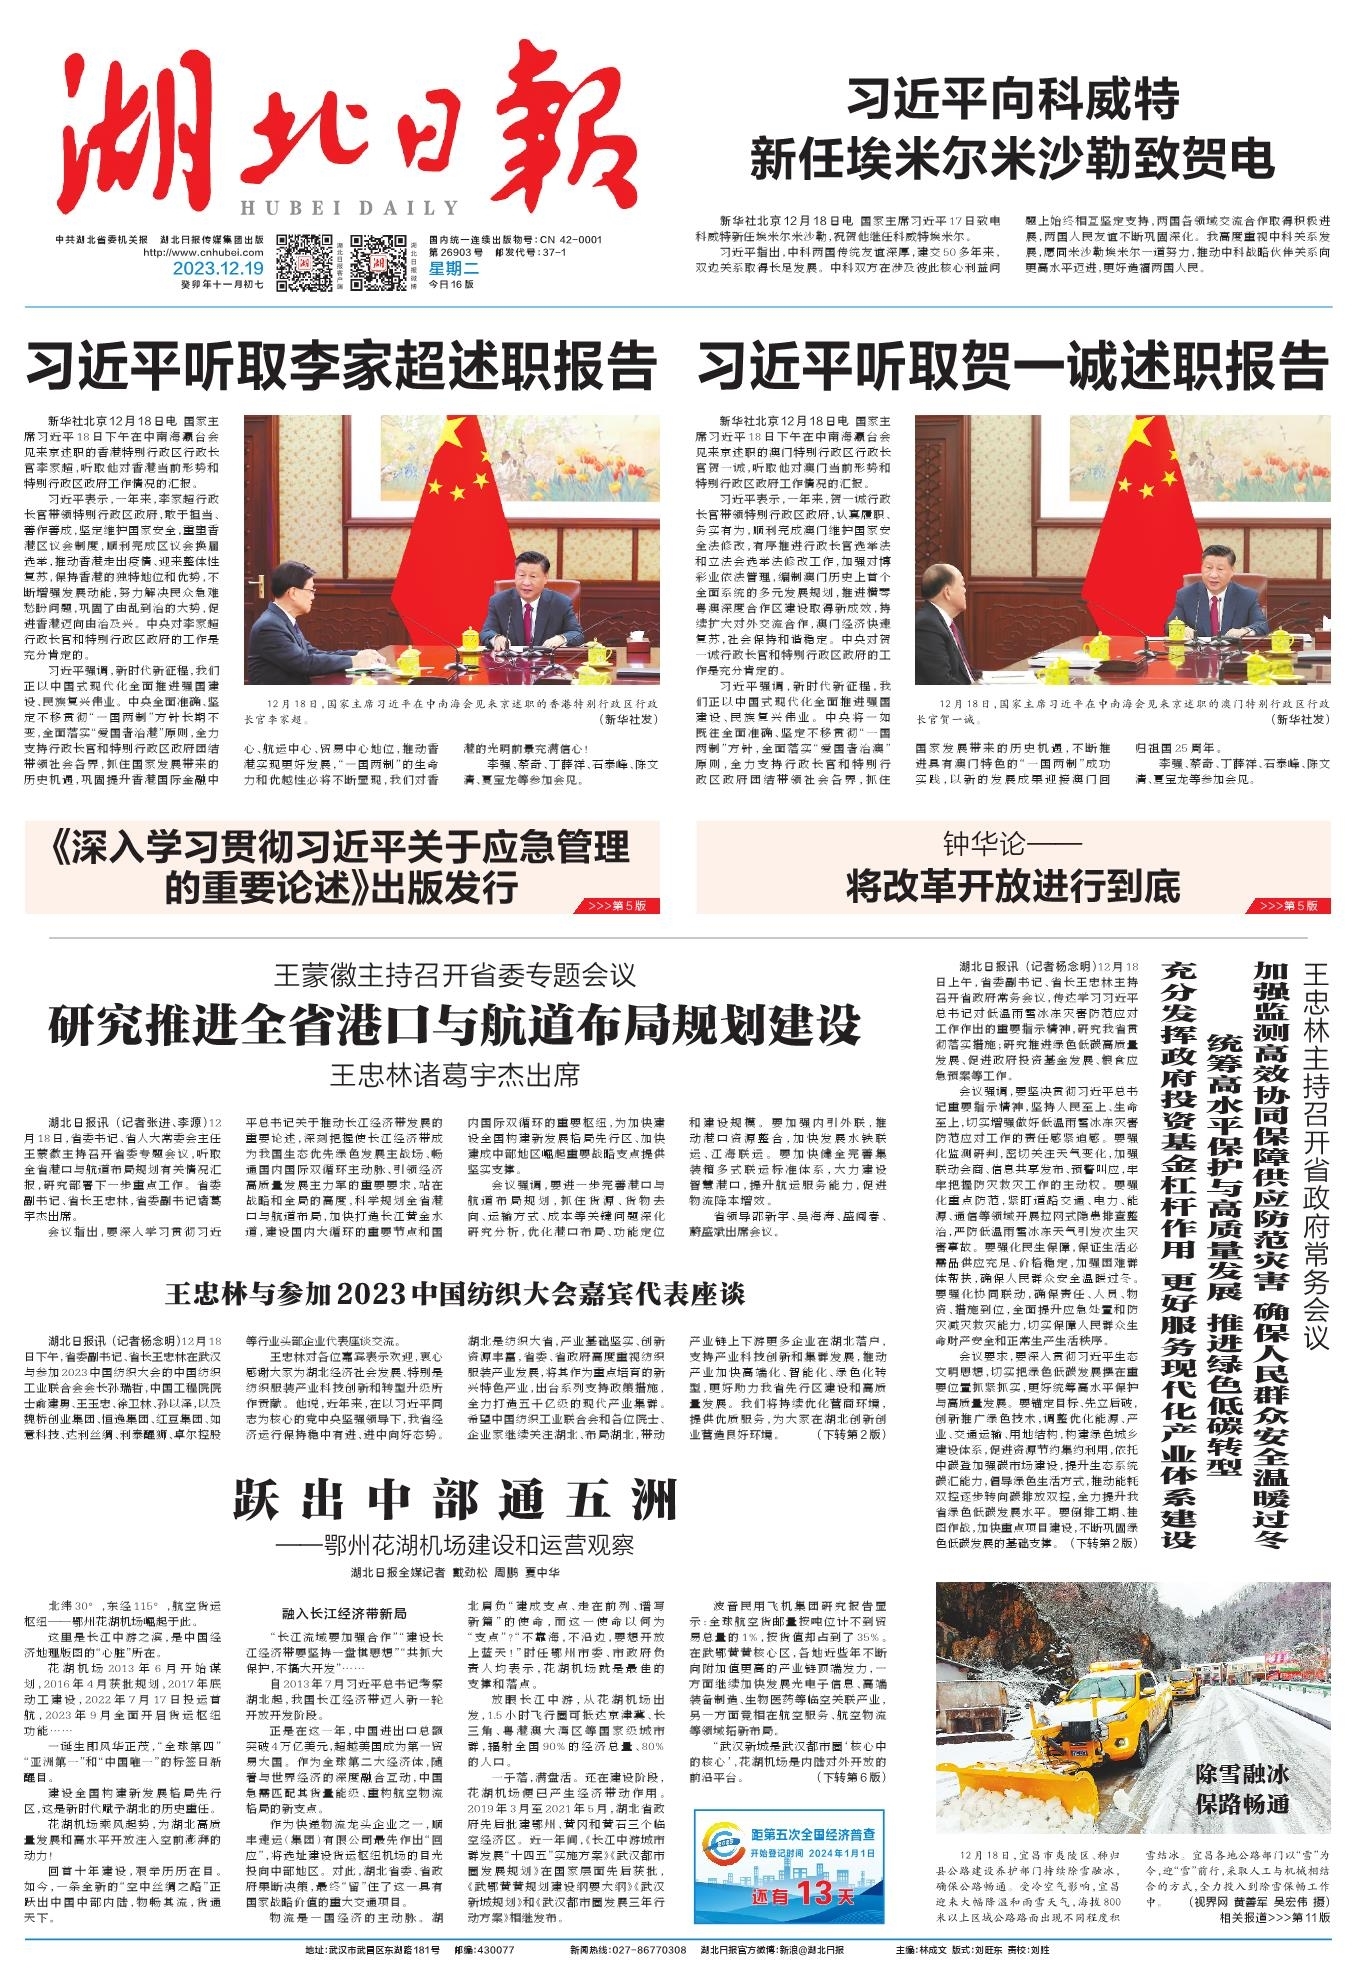 湖北日报
HUBEI DAILY
中共湖北省委机关报 湖北日报传媒集团出版
http://www.cnhubei.com
2023.12.19
癸卯年十一月初七
湖北日报客户端
湖北日报微博
国内统一连续出版物号:CN 42-0001
第26903号 邮发代号:37-1
星期二
今日16版
习近平向科威特
新任埃米尔米沙勒致贺电
新华社北京12月18日电 国家主席习近平17日致电
科威特新任埃米尔米沙勒,祝贺他继任科威特埃米尔。
习近平指出,中科两国传统友谊深厚,建交50多年来,
双边关系取得长足发展。中科双方在涉及彼此核心利益问
题上始终相互坚定支持,两国各领域交流合作取得积极进
展,两国人民友谊不断巩固深化。我高度重视中科关系发
展,愿同米沙勒埃米尔一道努力,推动中科战略伙伴关系向
更高水平迈进,更好造福两国人民。
习近平听取李家超述职报告
新华社北京12月18日电 国家主
席习近平18日下午在中南海瀛台会
见来京述职的香港特别行政区行政长
官李家超,听取他对香港当前形势和
特别行政区政府工作情况的汇报。
习近平表示,一年来,李家超行政
长官带领特别行政区政府,敢于担当、
善作善成,坚定维护国家安全,重塑香
港区议会制度,顺利完成区议会换届
选举,推动香港走出疫情、迎来整体性
复苏,保持香港的独特地位和优势,不
断增强发展动能,努力解决民众急难
愁盼问题,巩固了由乱到治的大势,促
进香港迈向由治及兴。中央对李家超
行政长官和特别行政区政府的工作是
充分肯定的。
习近平强调,新时代新征程,我们
正以中国式现代化全面推进强国建
设、民族复兴伟业。中央全面准确、坚
定不移贯彻“一国两制”方针长期不
变,全面落实“爱国者治港”原则,全力
支持行政长官和特别行政区政府团结
带领社会各界,抓住国家发展带来的
历史机遇,巩固提升香港国际金融中
12月18日,国家主席习近平在中南海会见来京述职的香港特别行政区行政
长官李家超。 (新华社发)
心、航运中心、贸易中心地位,推动香
港实现更好发展,“一国两制”的生命
力和优越性必将不断显现,我们对香
港的光明前景充满信心!
李强、蔡奇、丁薛祥、石泰峰、陈文
清、夏宝龙等参加会见。
习近平听取贺一诚述职报告
新华社北京12月18日电 国家主
席习近平18日下午在中南海瀛台会
见来京述职的澳门特别行政区行政长
官贺一诚,听取他对澳门当前形势和
特别行政区政府工作情况的汇报。
习近平表示,一年来,贺一诚行政
长官带领特别行政区政府,认真履职、
务实有为,顺利完成澳门维护国家安
全法修改,有序推进行政长官选举法
和立法会选举法修改工作,加强对博
彩业依法管理,编制澳门历史上首个
全面系统的多元发展规划,推进横琴
粤澳深度合作区建设取得新成效,持
续扩大对外交流合作,澳门经济快速
复苏,社会保持和谐稳定。中央对贺
一诚行政长官和特别行政区政府的工
作是充分肯定的。
习近平强调,新时代新征程,我
们正以中国式现代化全面推进强国
建设、民族复兴伟业。中央将一如
既往全面准确、坚定不移贯彻“一国
两制”方针,全面落实“爱国者治澳”
原则,全力支持行政长官和特别行
政区政府团结带领社会各界,抓住
12月18日,国家主席习近平在中南海会见来京述职的澳门特别行政区行政
长官贺一诚。 (新华社发)
国家发展带来的历史机遇,不断推
进具有澳门特色的“一国两制”成功
实践,以新的发展成果迎接澳门回
归祖国25周年。
李强、蔡奇、丁薛祥、石泰峰、陈文
清、夏宝龙等参加会见。
《深入学习贯彻习近平关于应急管理
的重要论述》出版发行
>>>第5版
钟华论——
将改革开放进行到底
>>>第5版
王蒙徽主持召开省委专题会议
研究推进全省港口与航道布局规划建设
王忠林诸葛宇杰出席
湖北日报讯 (记者张进、李源)12
月18日,省委书记、省人大常委会主任
王蒙徽主持召开省委专题会议,听取
全省港口与航道布局规划有关情况汇
报,研究部署下一步重点工作。省委
副书记、省长王忠林,省委副书记诸葛
宇杰出席。
会议指出,要深入学习贯彻习近
平总书记关于推动长江经济带发展的
重要论述,深刻把握使长江经济带成
为我国生态优先绿色发展主战场、畅
通国内国际双循环主动脉、引领经济
高质量发展主力军的重要要求,站在
战略和全局的高度,科学规划全省港
口与航道布局,加快打造长江黄金水
道,建设国内大循环的重要节点和国
内国际双循环的重要枢纽,为加快建
设全国构建新发展格局先行区、加快
建成中部地区崛起重要战略支点提供
坚实支撑。
会议强调,要进一步完善港口与
航道布局规划,抓住货源、货物去
向、运输方式、成本等关键问题深化
研究分析,优化港口布局、功能定位
和建设规模。要加强内引外联,推
动港口资源整合,加快发展水铁联
运、江海联运。要加快健全完善集
装箱多式联运标准体系,大力建设
智慧港口,提升航运服务能力,促进
物流降本增效。
省领导邵新宇、吴海涛、盛阅春、
蔚盛斌出席会议。
王忠林与参加2023中国纺织大会嘉宾代表座谈
湖北日报讯 (记者杨念明)12月18
日下午,省委副书记、省长王忠林在武汉
与参加2023中国纺织大会的中国纺织
工业联合会会长孙瑞哲,中国工程院院
士俞建勇、王玉忠、徐卫林、孙以泽,以及
魏桥创业集团、恒逸集团、红豆集团、如
意科技、达利丝绸、利泰醒狮、卓尔控股
等行业头部企业代表座谈交流。
王忠林对各位嘉宾表示欢迎,衷心
感谢大家为湖北经济社会发展、特别是
纺织服装产业科技创新和转型升级所
作贡献。他说,近年来,在以习近平同
志为核心的党中央坚强领导下,我省经
济运行保持稳中有进、进中向好态势。
湖北是纺织大省,产业基础坚实、创新
资源丰富,省委、省政府高度重视纺织
服装产业发展,将其作为重点培育的新
兴特色产业,出台系列支持政策措施,
全力打造五千亿级的现代产业集群。
希望中国纺织工业联合会和各位院士、
企业家继续关注湖北、布局湖北,带动
产业链上下游更多企业在湖北落户,
支持产业科技创新和集群发展,推动
产业加快高端化、智能化、绿色化转
型,更好助力我省先行区建设和高质
量发展。我们将持续优化营商环境,
提供优质服务,为大家在湖北创新创
业营造良好环境。 (下转第2版)
跃出中部通五洲
——鄂州花湖机场建设和运营观察
湖北日报全媒记者 戴劲松 周鹏 夏中华
北纬30°,东经115°,航空货运
枢纽——鄂州花湖机场崛起于此。
这里是长江中游之滨,是中国经
济地理版图的“心脏”所在。
花湖机场2013年6月开始谋
划,2016年4月获批规划,2017年底
动工建设,2022年7月17日投运首
航,2023年9月全面开启货运枢纽
功能……
一诞生即风华正茂,“全球第四”
“亚洲第一”和“中国唯一”的标签日渐
醒目。
建设全国构建新发展格局先行
区,这是新时代赋予湖北的历史重任。
花湖机场乘风起势,为湖北高质
量发展和高水平开放注入空前澎湃的
动力!
回首十年建设,艰辛历历在目。
如今,一条全新的“空中丝绸之路”正
跃出中国中部内陆,物畅其流,货通
天下。
融入长江经济带新局
“长江流域要加强合作”“建设长
江经济带要坚持一盘棋思想”“共抓大
保护,不搞大开发”……
自2013年7月习近平总书记考察
湖北起,我国长江经济带迈入新一轮
开放开发阶段。
正是在这一年,中国进出口总额
突破4万亿美元,超越美国成为第一贸
易大国。作为全球第二大经济体,随
着与世界经济的深度融合互动,中国
急需匹配其货量能级、重构航空物流
格局的新支点。
作为快递物流龙头企业之一,顺
丰速运(集团)有限公司最先作出“回
应”,将选址建设货运枢纽机场的目光
投向中部地区。对此,湖北省委、省政
府果断决策,最终“留”住了这一具有
国家战略价值的重大交通项目。
物流是一国经济的主动脉。湖
北肩负“建成支点、走在前列、谱写
新篇”的使命,而这一使命以何为
“支点”?“不靠海,不沿边,要想开放
上蓝天!”时任鄂州市委、市政府负
责人均表示,花湖机场就是最佳的
支撑和落点。
放眼长江中游,从花湖机场出
发,1.5小时飞行圈可抵达京津冀、长
三角、粤港澳大湾区等国家级城市
群,辐射全国90%的经济总量、80%
的人口。
一子落,满盘活。还在建设阶段,
花湖机场便已产生经济带动作用。
2019年3月至2021年5月,湖北省政
府先后批建鄂州、黄冈和黄石三个临
空经济区。近一年间,《长江中游城市
群发展“十四五”实施方案》《武汉都市
圈发展规划》在国家层面先后获批,
《武鄂黄黄规划建设纲要大纲》《武汉
新城规划》和《武汉都市圈发展三年行
动方案》相继发布。
波音民用飞机集团研究报告显
示:全球航空货邮量按吨位计不到贸
易总量的1%,按货值却占到了35%。
在武鄂黄黄核心区,各地近些年不断
向附加值更高的产业链顶端发力,一
方面继续加快发展光电子信息、高端
装备制造、生物医药等临空关联产业,
另一方面竞相在航空服务、航空物流
等领域拓新布局。
“武汉新城是武汉都市圈‘核心中
的核心’,花湖机场是内陆对外开放的
前沿平台。 (下转第6版)
距第五次全国经济普查
开始登记时间 2024年1月1日
还有13天
王忠林主持召开省政府常务会议
加强监测高效协同保障供应防范灾害 确保人民群众安全温暖过冬
统筹高水平保护与高质量发展 推进绿色低碳转型
充分发挥政府投资基金杠杆作用 更好服务现代化产业体系建设
湖北日报讯 (记者杨念明)12月18
日上午,省委副书记、省长王忠林主持
召开省政府常务会议,传达学习习近平
总书记对低温雨雪冰冻灾害防范应对
工作作出的重要指示精神,研究我省贯
彻落实措施;研究推进绿色低碳高质量
发展、促进政府投资基金发展、粮食应
急预案等工作。
会议强调,要坚决贯彻习近平总书
记重要指示精神,坚持人民至上、生命
至上,切实增强做好低温雨雪冰冻灾害
防范应对工作的责任感紧迫感。要强
化监测研判,密切关注天气变化,加强
联动会商、信息共享发布、预警叫应,牢
牢把握防灾救灾工作的主动权。要强
化重点防范,紧盯道路交通、电力、能
源、通信等领域开展拉网式隐患排查整
治,严防低温雨雪冰冻天气引发次生灾
害事故。要强化民生保障,保证生活必
需品供应充足、价格稳定,加强困难群
体帮扶,确保人民群众安全温暖过冬。
要强化协同联动,确保责任、人员、物
资、措施到位,全面提升应急处置和防
灾减灾救灾能力,切实保障人民群众生
命财产安全和正常生产生活秩序。
会议要求,要深入贯彻习近平生态
文明思想,切实把绿色低碳发展摆在重
要位置抓紧抓实,更好统筹高水平保护
与高质量发展。要锚定目标、先立后破,
创新推广绿色技术,调整优化能源、产
业、交通运输、用地结构,构建绿色城乡
建设体系,促进资源节约集约利用,依托
中碳登加强碳市场建设,提升生态系统
碳汇能力,倡导绿色生活方式,推动能耗
双控逐步转向碳排放双控,全力提升我
省绿色低碳发展水平。要倒排工期、挂
图作战,加快重点项目建设,不断巩固绿
色低碳发展的基础支撑。(下转第2版)
除雪融冰
保路畅通
12月18日,宜昌市夷陵区、秭归
县公路建设养护部门持续除雪融冰,
确保公路畅通。受冷空气影响,宜昌
迎来大幅降温和雨雪天气,海拔800
米以上区域公路路面出现不同程度积
雪结冰。宜昌各地公路部门以“雪”为
令,迎“雪”前行,采取人工与机械相结
合的方式,全力投入到除雪保畅工作
中。 (视界网 黄善军 吴宏伟 摄)
相关报道>>>第11版
地址:武汉市武昌区东湖路181号 邮编:430077 新闻热线:027-86770308 湖北日报官方微博:新浪@湖北日报 主编:林成文 版式:刘旺东 责校:刘胜